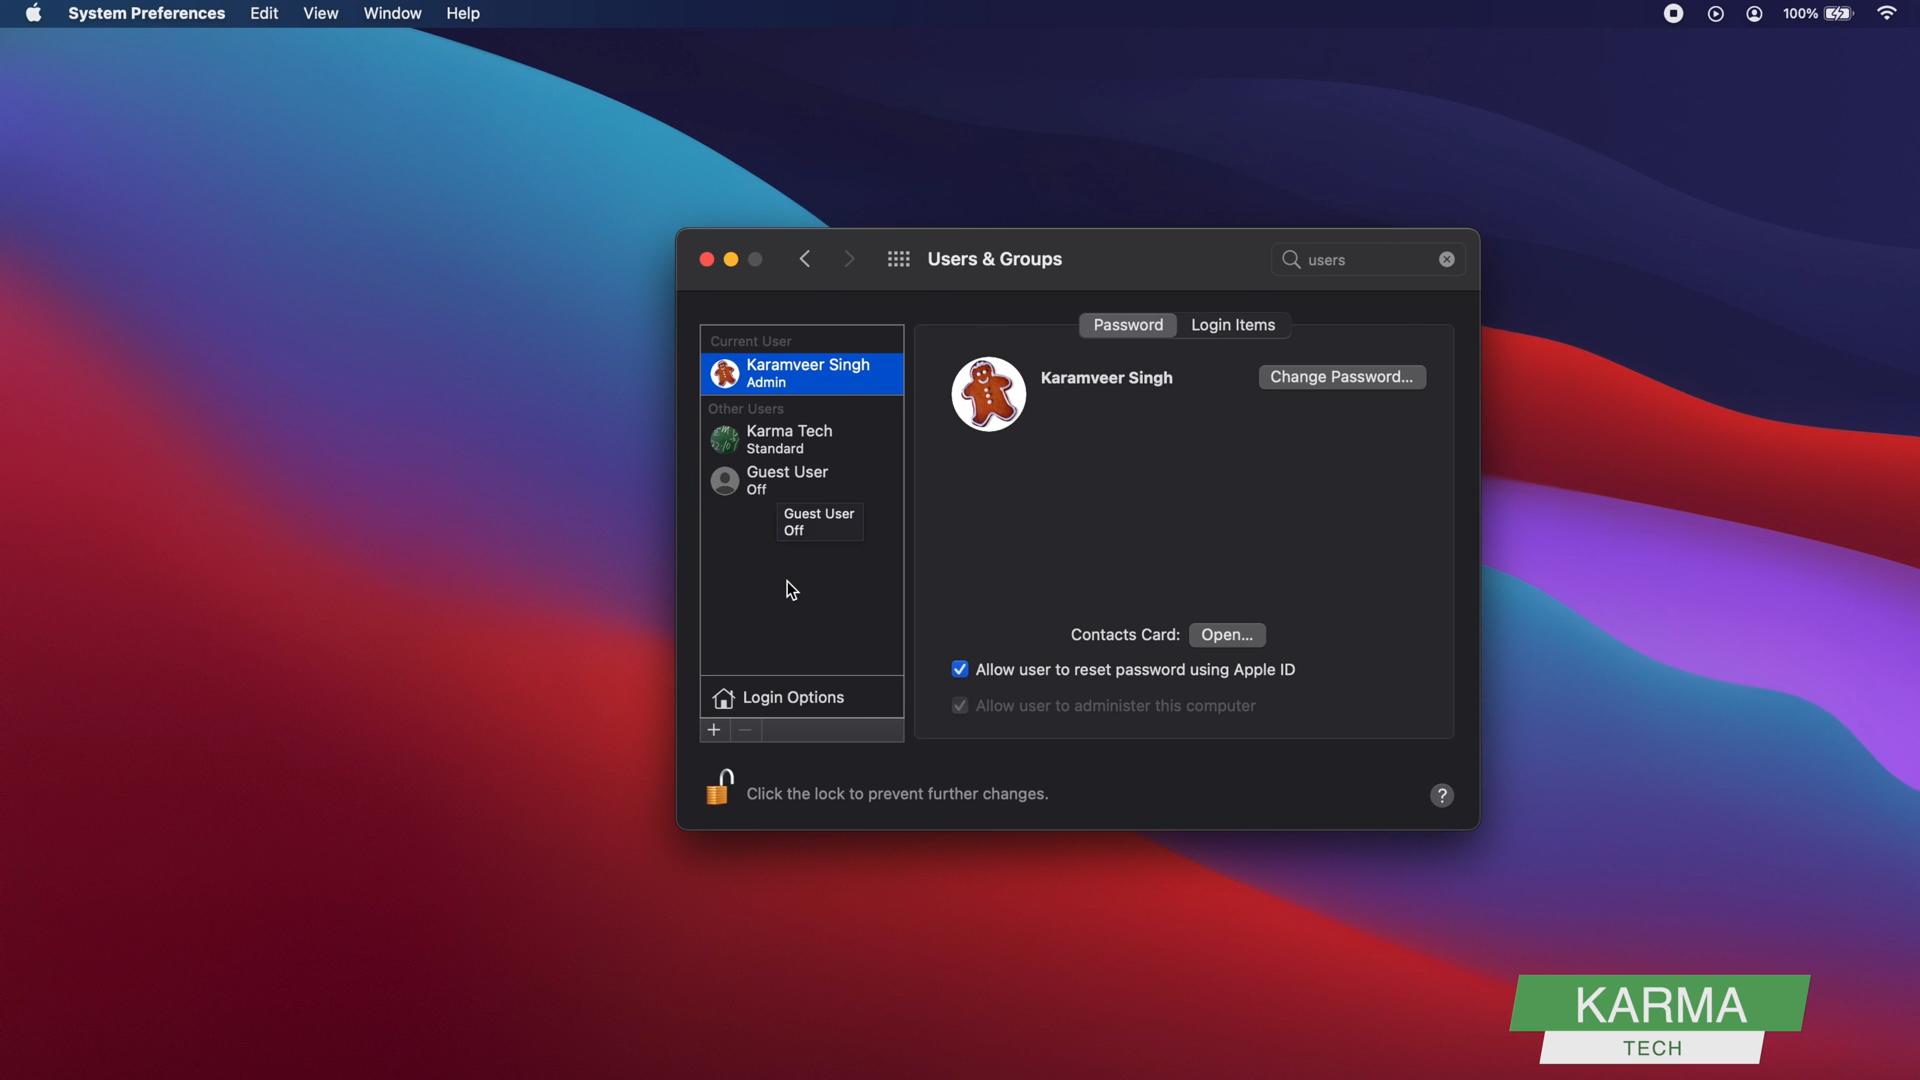 System Preferences Edit View Window Help
100%
Users & Groups
users
Password Login Items
Current User
Karamveer Singh
Admin
Other Users
Karma Tech
Standard
Guest User
Off
Guest User
Off
Login Options
Karamveer Singh
Change Password...
Contacts Card: Open...
Allow user to reset password using Apple ID
Allow user to administer this computer
Click the lock to prevent further changes.
?
KARMA
TECH